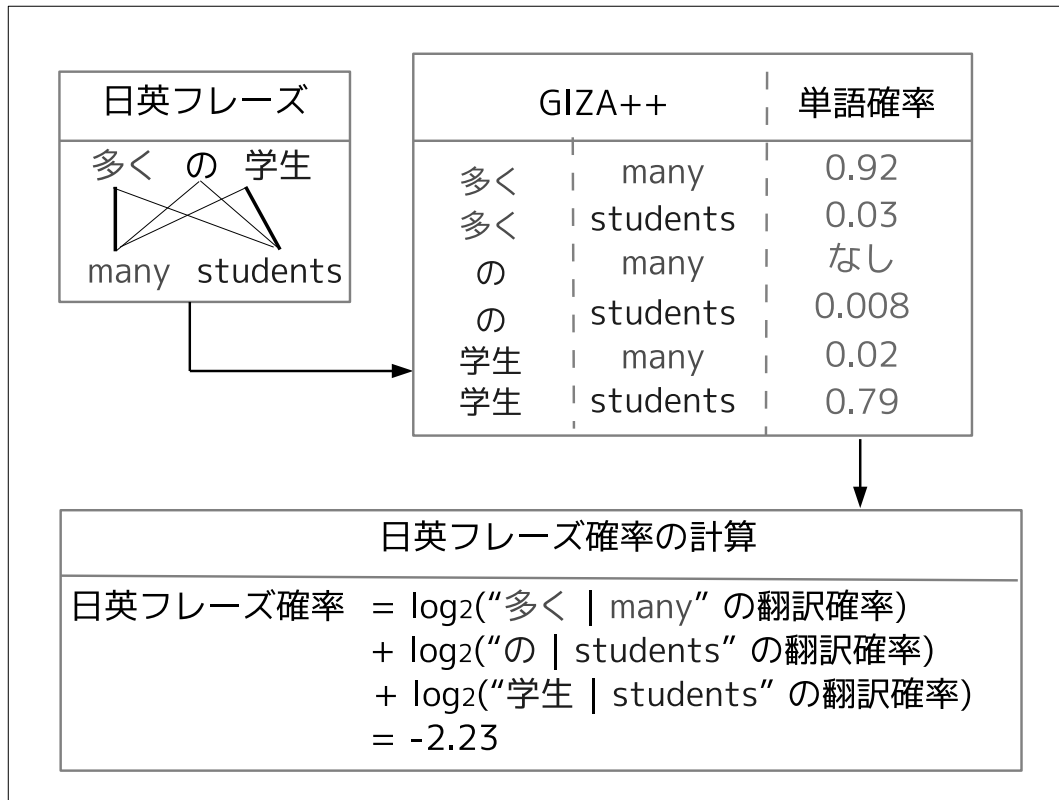 日英フレーズ
多く の 学生
many students
GIZA++ 単語確率
多く many 0.92
多く students 0.03
の many なし
の students 0.008
学生 many 0.02
学生 students 0.79
日英フレーズ確率の計算
日英フレーズ確率 = log2(“多く | many” の翻訳確率)
+ log2(“の | students” の翻訳確率)
+ log2(“学生 | students” の翻訳確率)
= -2.23